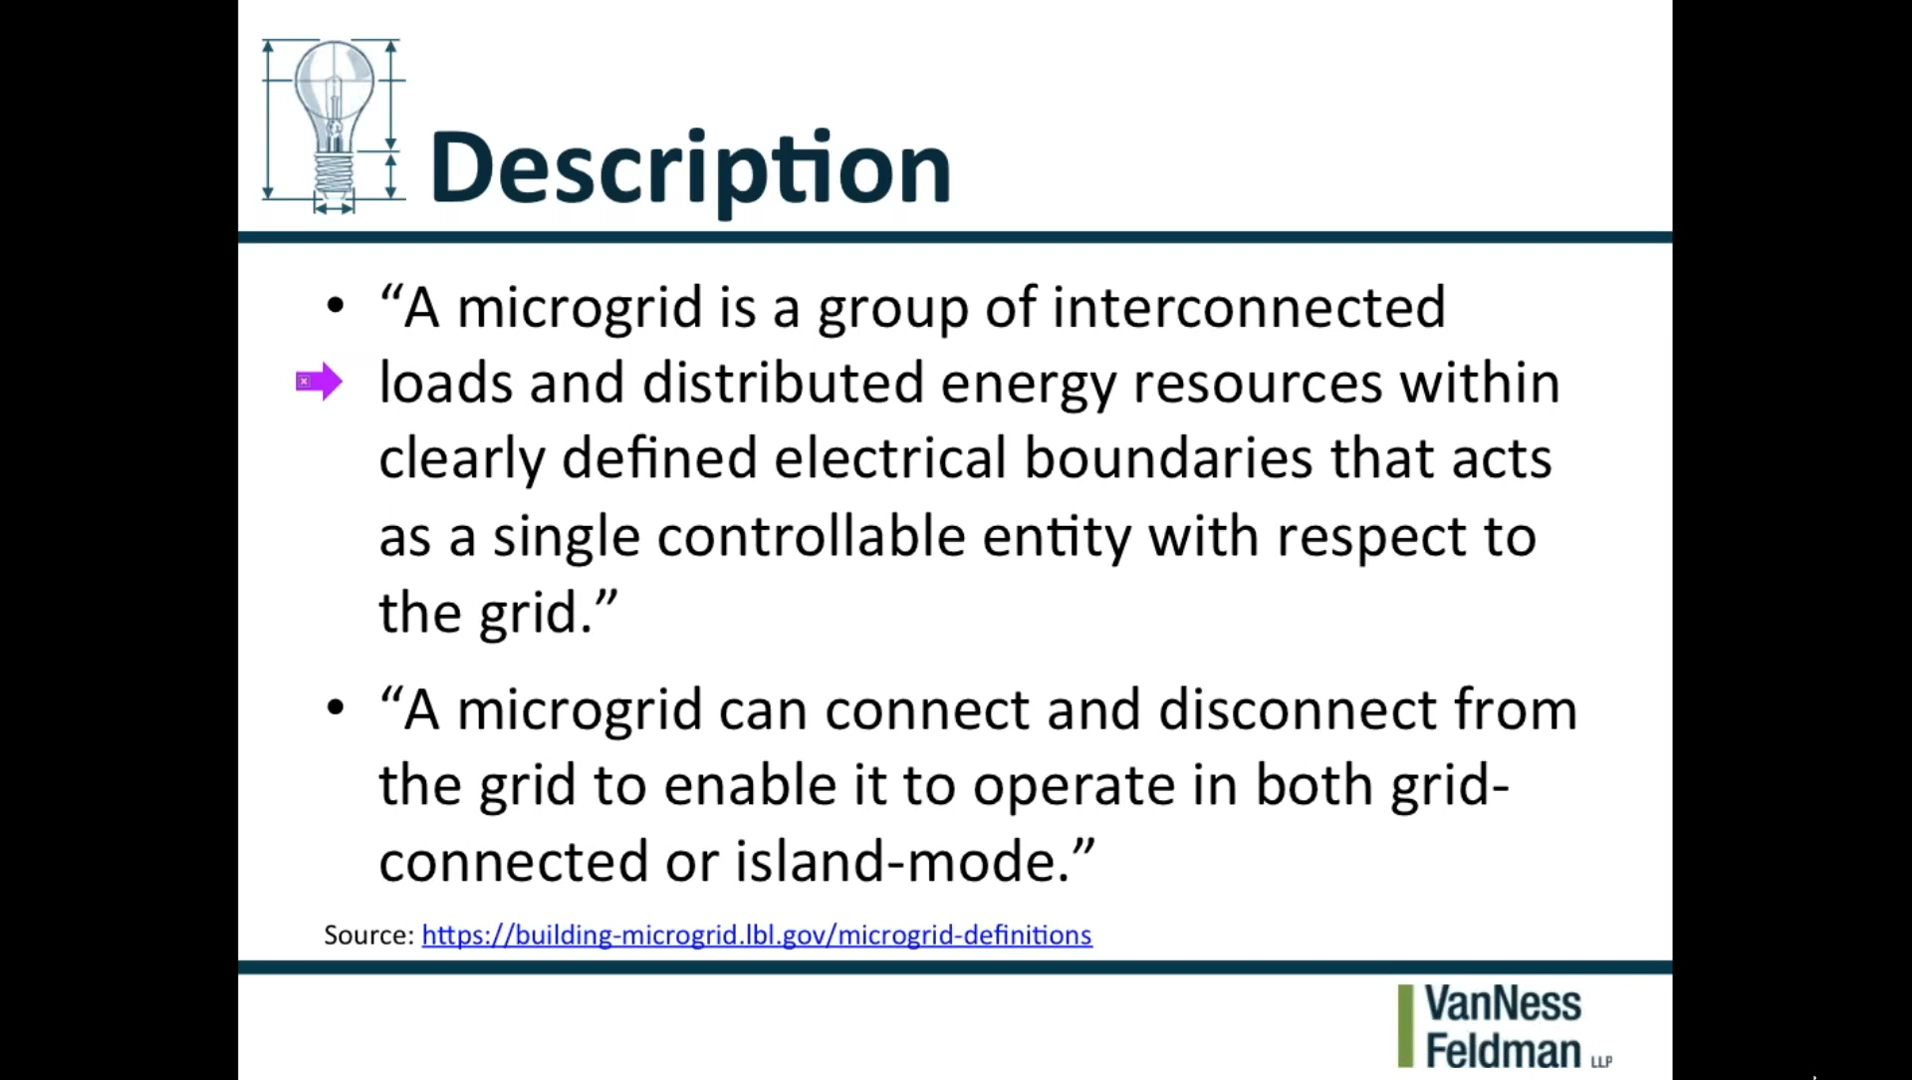 Description
• “A microgrid is a group of interconnected
loads and distributed energy resources within
clearly defined electrical boundaries that acts
as a single controllable entity with respect to
the grid.”
• “A microgrid can connect and disconnect from
the grid to enable it to operate in both grid-
connected or island-mode.”
Source: https://building-microgrid.lbl.gov/microgrid-definitions
VanNess
Feldman LLP